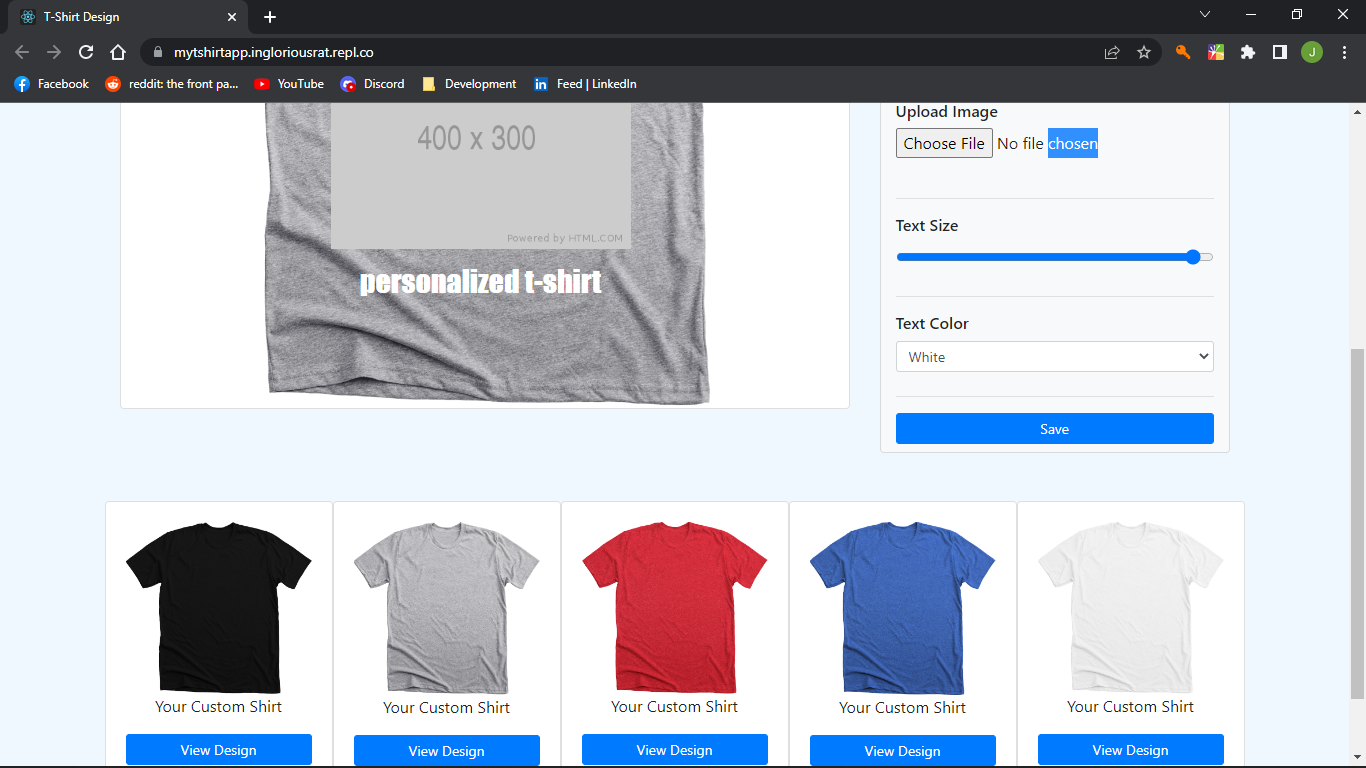 T-Shirt Design
mytshirtapp.ingloriousrat.repl.co
J
Facebook
reddit: the front pa...
YouTube
Discord
Development
in Feed | LinkedIn
400 x 300
Powered by HTML.COM
personalized t-shirt
Upload Image
Choose File No file chosen
Text Size
Text Color
White
Save
Your Custom Shirt
View Design
Your Custom Shirt
View Design
Your Custom Shirt
View Design
Your Custom Shirt
View Design
Your Custom Shirt
View Design